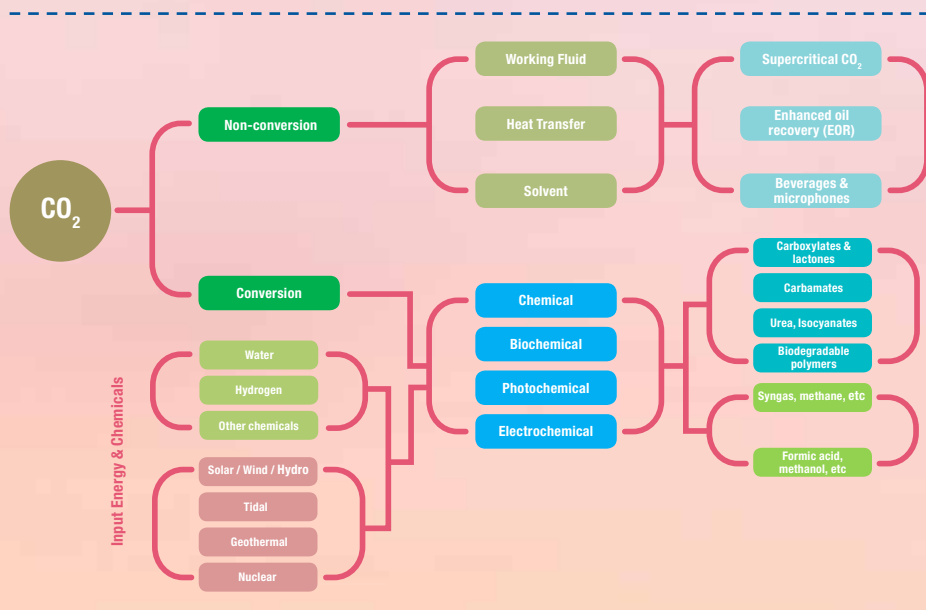 CO2
Non-conversion
Working Fluid
Heat Transfer
Solvent
Supercritical CO2
Enhanced oil
recovery (EOR)
Beverages &
microphones
Conversion
Chemical
Biochemical
Photochemical
Electrochemical
Carboxylates &
lactones
Carbamates
Urea, Isocyanates
Biodegradable
polymers
Syngas, methane, etc
Formic acid,
methanol, etc
Input Energy & Chemicals
Water
Hydrogen
Other chemicals
Solar / Wind / Hydro
Tidal
Geothermal
Nuclear